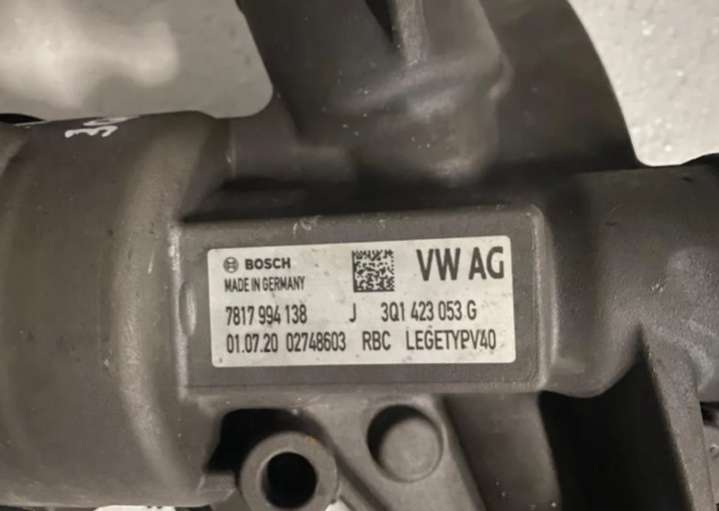 BOSCH VW AG
MADE IN GERMANY
7817 994 138 J 3Q1 423 053 G
01.07.20 02748603 RBC LEGETYPV40